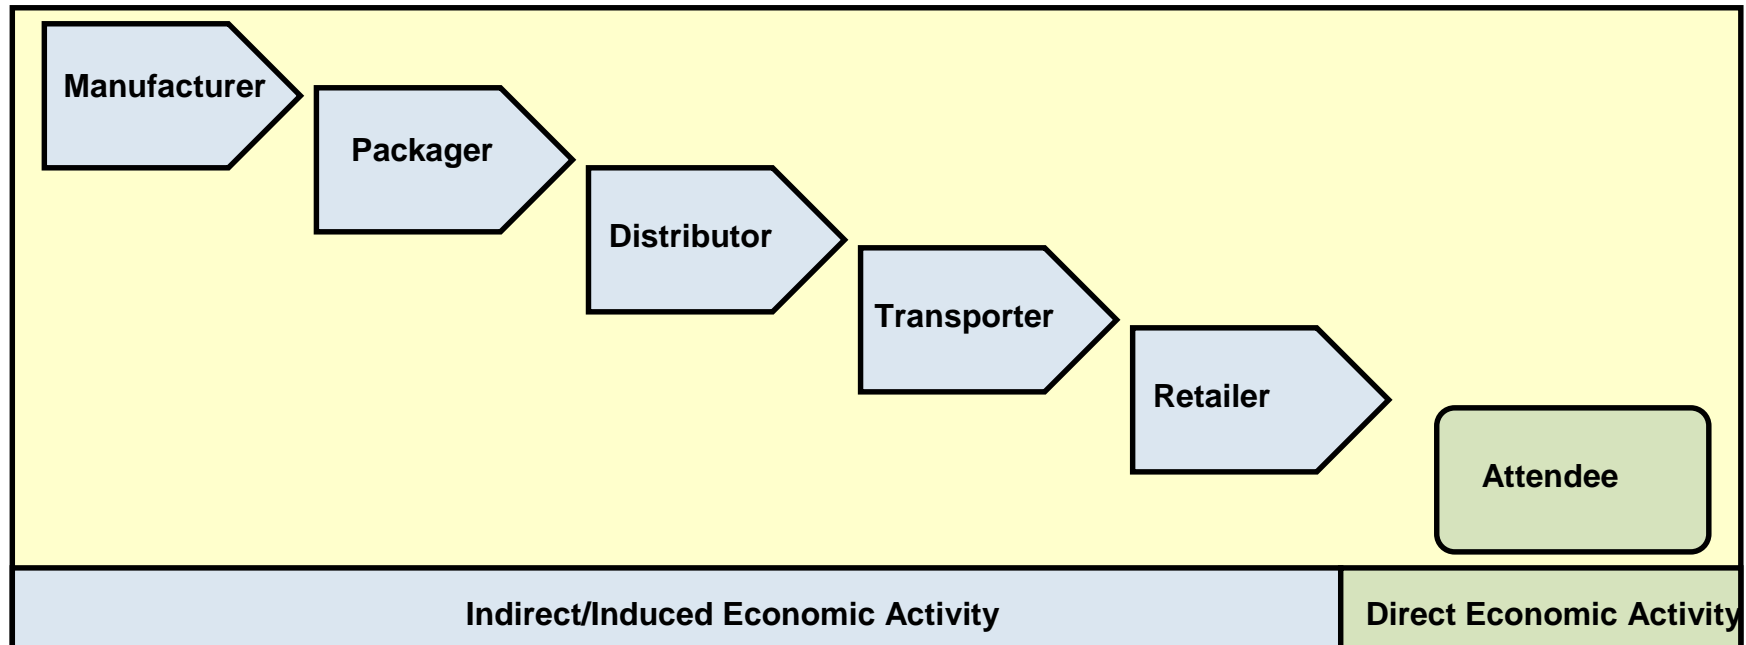 Manufacturer
Packager
Distributor
Transporter
Retailer
Attendee
Indirect/Induced Economic Activity
Direct Economic Activity